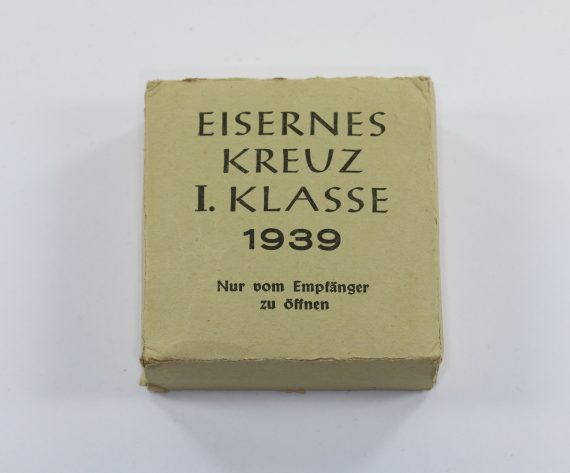 EISERNES
KREUZ
I. KLASSE
1939
Nur vom Empfänger
zu öffnen